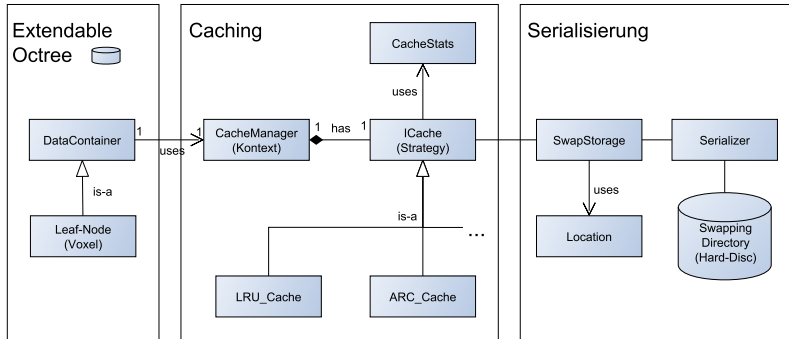 Extendable
Octree
DataContainer
1
uses
1
is-a
Leaf-Node
(Voxel)
Caching
CacheStats
uses
CacheManager
(Kontext)
1
has
1
ICache
(Strategy)
is-a
...
LRU_Cache
ARC_Cache
Serialisierung
SwapStorage
Serializer
uses
Location
Swapping
Directory
(Hard-Disc)